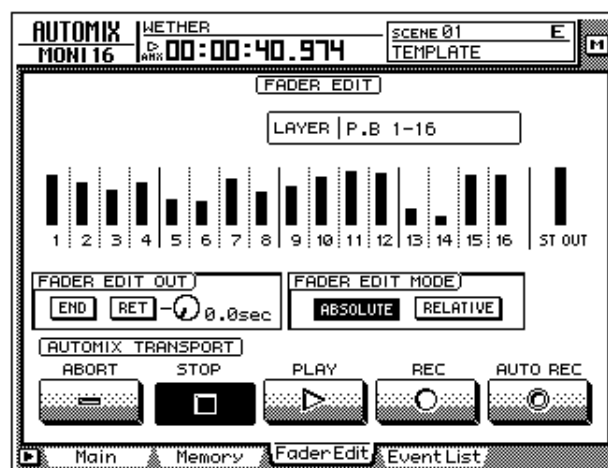 AUTOMIX
MONI 16
WETHER
AMX 00:00:40.974
SCENE 01 E
TEMPLATE
M
FADER EDIT
LAYER P.B 1-16
1 2 3 4 5 6 7 8 9 10 11 12 13 14 15 16 ST OUT
FADER EDIT OUT
END RET 0.0sec
FADER EDIT MODE
ABSOLUTE RELATIVE
AUTOMIX TRANSPORT
ABORT STOP PLAY REC AUTO REC
Main Memory Fader Edit Event List